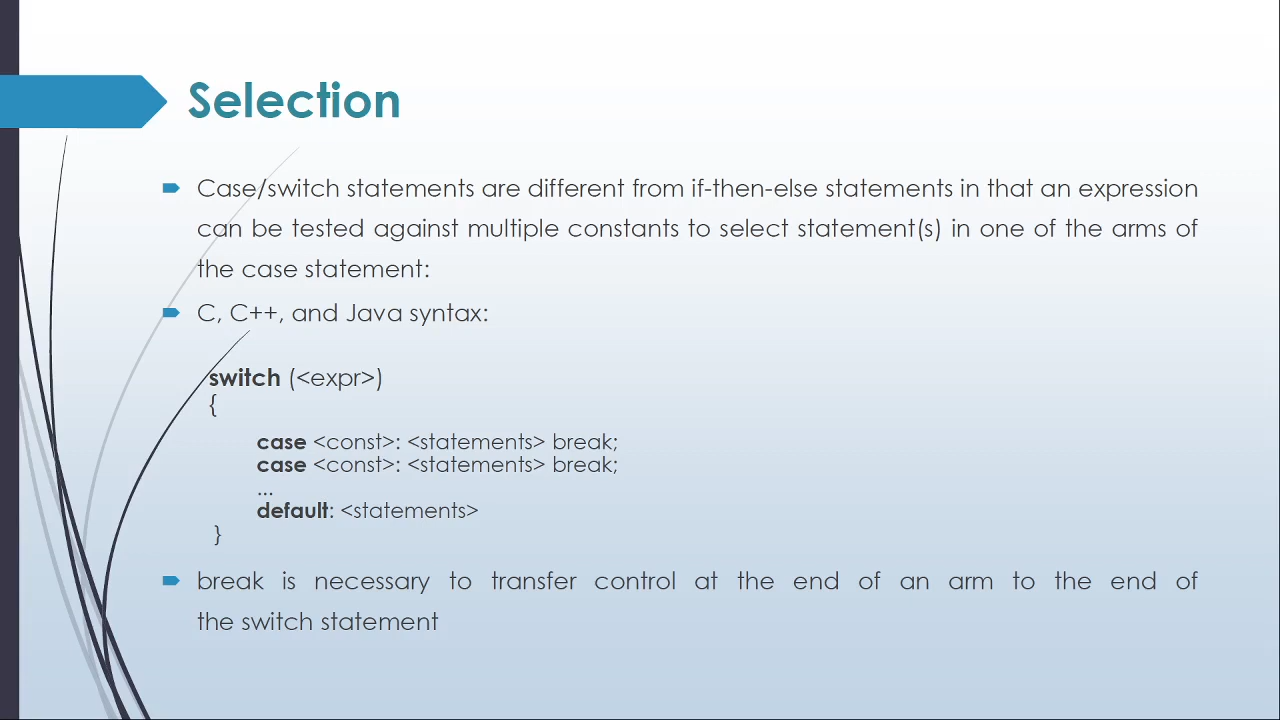 Selection
Case/switch statements are different from if-then-else statements in that an expression
can be tested against multiple constants to select statement(s) in one of the arms of
the case statement:
C, C++, and Java syntax:
switch (<expr>)
{
case <const>: <statements> break;
case <const>: <statements> break;
...
default: <statements>
}
break is necessary to transfer control at the end of an arm to the end of
the switch statement